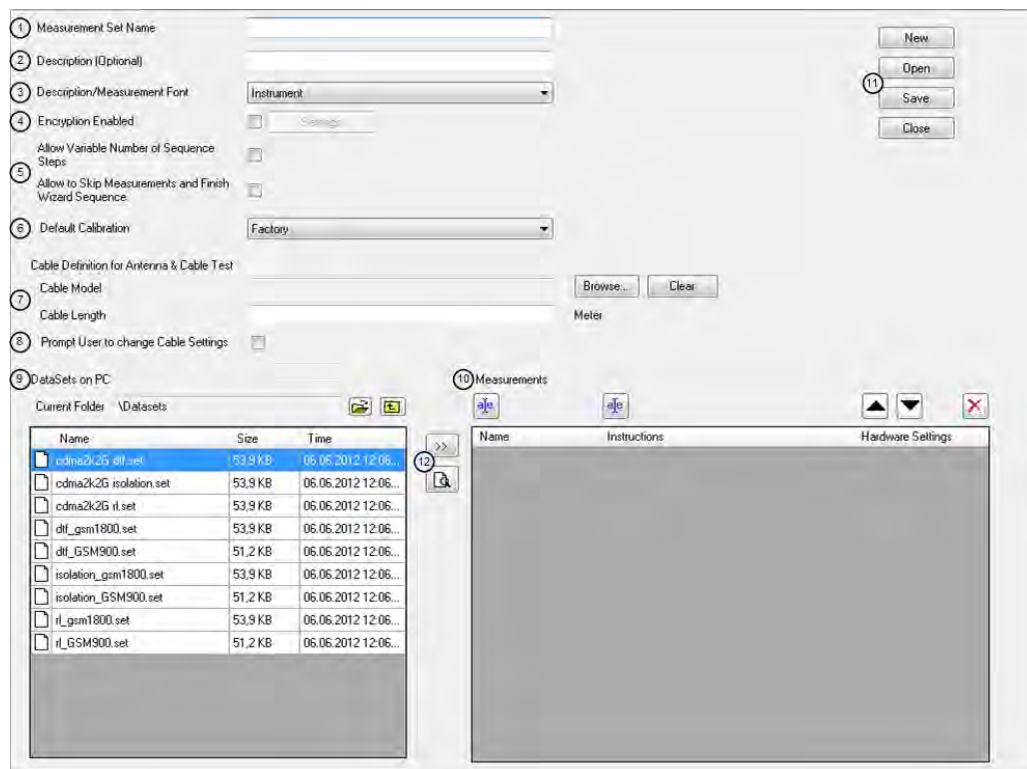 1 Measurement Set Name
New
2 Description (Optional)
Open
11
3 Description/Measurement Font
Instrument
Save
4 Encryption Enabled
Settings
Close
Allow Variable Number of Sequence
Steps
5
Allow to Skip Measurements and Finish
Wizard Sequence
6 Default Calibration
Factory
Cable Definition for Antenna & Cable Test
7
Cable Model
Browse...
Clear
Cable Length
Meter
8 Prompt User to change Cable Settings
9 DataSets on PC
Current Folder \Datasets
Name Size Time
cdma2k2G dtf.set 53,9 KB 06.06.2012 12:06...
cdma2k2G isolation.set 53,9 KB 06.06.2012 12:06...
cdma2k2G rl.set 53,9 KB 06.06.2012 12:06...
dtf_gsm1800.set 53,9 KB 06.06.2012 12:06...
dtf_GSM900.set 51,2 KB 06.06.2012 12:06...
isolation_gsm1800.set 53,9 KB 06.06.2012 12:06...
isolation_GSM900.set 51,2 KB 06.06.2012 12:06...
rl_gsm1800.set 53,9 KB 06.06.2012 12:06...
rl_GSM900.set 51,2 KB 06.06.2012 12:06...
>>
12
10 Measurements
Name Instructions Hardware Settings